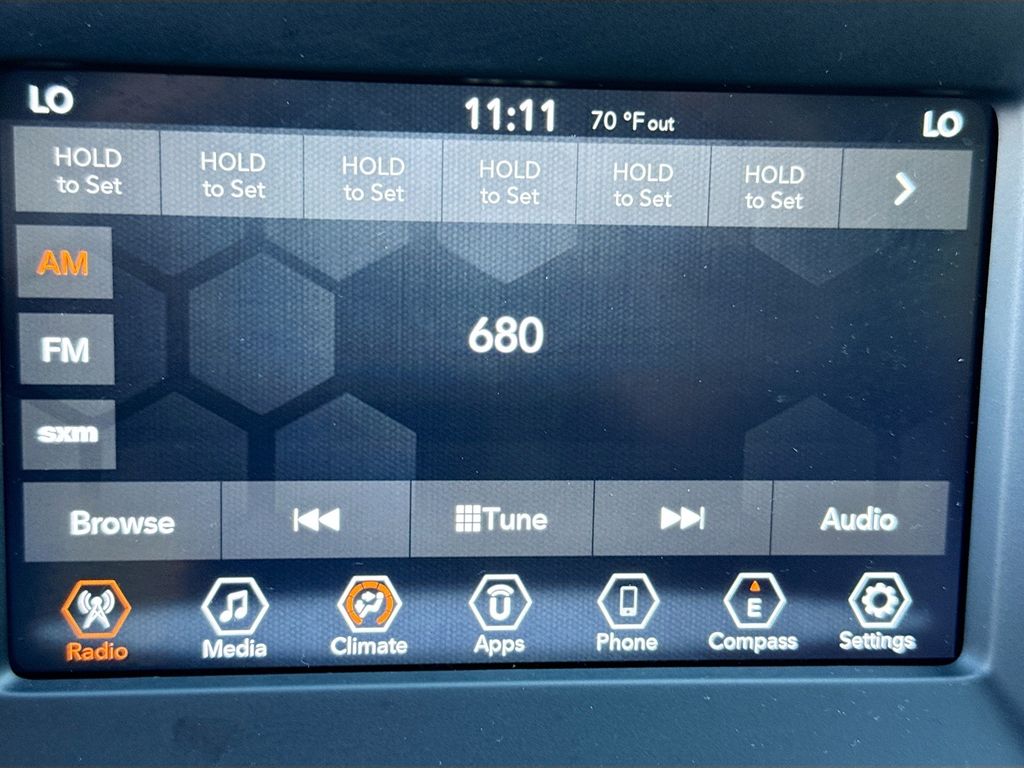 LO 11:11 70 °F out LO
HOLD HOLD HOLD HOLD HOLD HOLD
to Set to Set to Set to Set to Set to Set
AM
680
FM
sxm
Browse Tune Audio
U E
Radio Media Climate Apps Phone Compass Settings